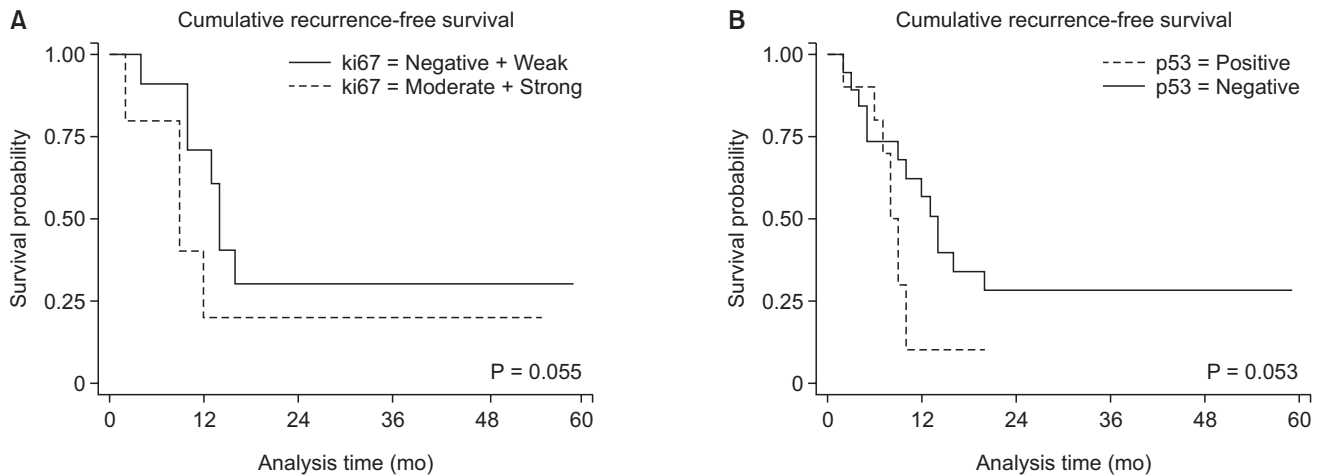 A
Cumulative recurrence-free survival
ki67 = Negative + Weak
ki67 = Moderate + Strong
1.00
0.75
0.50
0.25
0
Survival probability
P = 0.055
0 12 24 36 48 60
Analysis time (mo)
B
Cumulative recurrence-free survival
p53 = Positive
p53 = Negative
1.00
0.75
0.50
0.25
0
Survival probability
P = 0.053
0 12 24 36 48 60
Analysis time (mo)